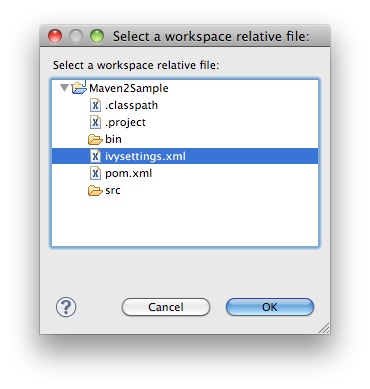 Select a workspace relative file:
Select a workspace relative file:
Maven2Sample
.classpath
.project
bin
ivysettings.xml
pom.xml
src
?
Cancel
OK